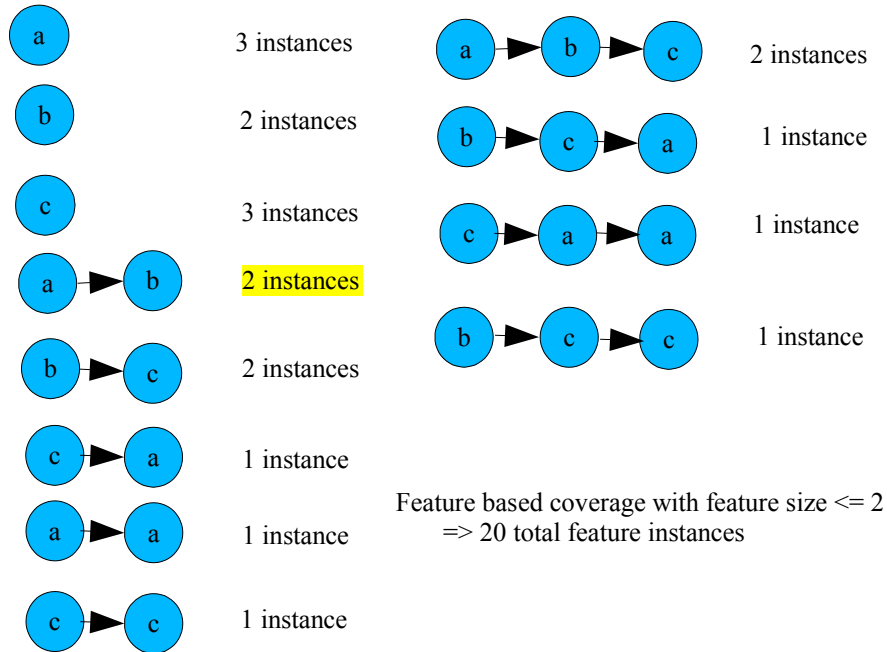 a 3 instances
b 2 instances
c 3 instances
a b 2 instances
b c 2 instances
c a 1 instance
a a 1 instance
c c 1 instance
a b c 2 instances
b c a 1 instance
c a a 1 instance
b c c 1 instance
Feature based coverage with feature size <= 2
=> 20 total feature instances